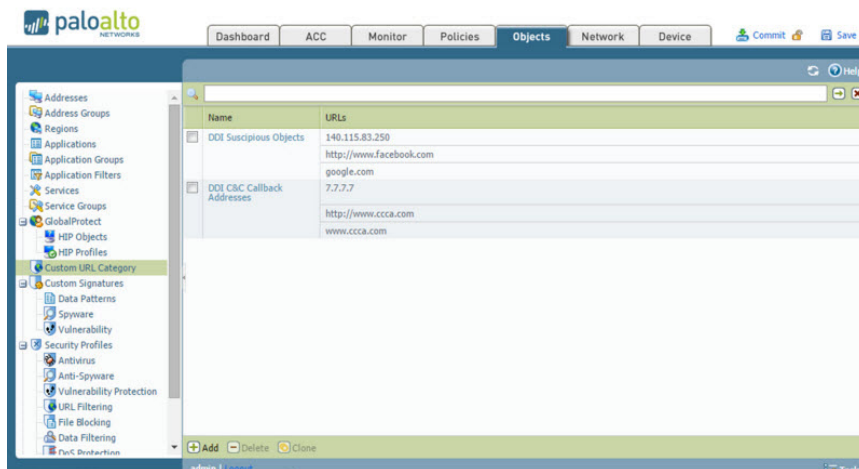 paloalto
NETWORKS
Dashboard
ACC
Monitor
Policies
Objects
Network
Device
Commit
Save
Help
Addresses
Address Groups
Regions
Applications
Application Groups
Application Filters
Services
Service Groups
GlobalProtect
HIP Objects
HIP Profiles
Custom URL Category
Custom Signatures
Data Patterns
Spyware
Vulnerability
Security Profiles
Antivirus
Anti-Spyware
Vulnerability Protection
URL Filtering
File Blocking
Data Filtering
DoS Protection
Name URLs
DDI Suscipious Objects 140.115.83.250
http://www.facebook.com
google.com
DDI C&C Callback Addresses 7.7.7.7
http://www.ccca.com
www.ccca.com
Add Delete Clone
admin | Logout